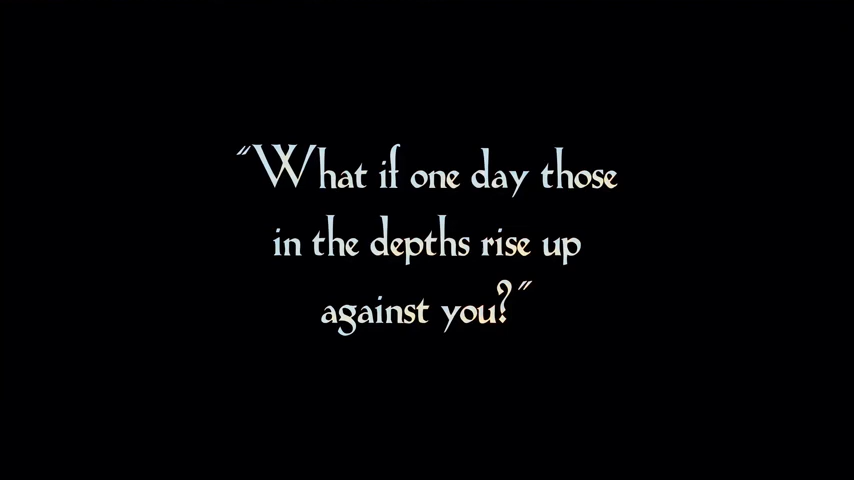 "What if one day those
in the depths rise up
against you?"